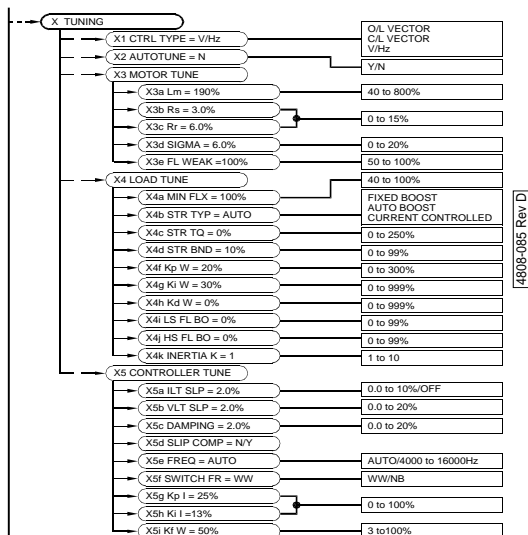 X TUNING
X1 CTRL TYPE = V/Hz
O/L VECTOR
C/L VECTOR
V/Hz
X2 AUTOTUNE = N
Y/N
X3 MOTOR TUNE
X3a Lm = 190%
40 to 800%
X3b Rs = 3.0%
X3c Rr = 6.0%
0 to 15%
X3d SIGMA = 6.0%
0 to 20%
X3e FL WEAK =100%
50 to 100%
X4 LOAD TUNE
40 to 100%
X4a MIN FLX = 100%
X4b STR TYP = AUTO
FIXED BOOST
AUTO BOOST
CURRENT CONTROLLED
X4c STR TQ = 0%
0 to 250%
X4d STR BND = 10%
0 to 99%
X4f Kp W = 20%
0 to 300%
X4g Ki W = 30%
0 to 999%
X4h Kd W = 0%
0 to 999%
X4i LS FL BO = 0%
0 to 99%
X4j HS FL BO = 0%
0 to 99%
X4k INERTIA K = 1
1 to 10
X5 CONTROLLER TUNE
X5a ILT SLP = 2.0%
0.0 to 10%/OFF
X5b VLT SLP = 2.0%
0.0 to 20%
X5c DAMPING = 2.0%
0.0 to 20%
X5d SLIP COMP = N/Y
X5e FREQ = AUTO
AUTO/4000 to 16000Hz
X5f SWITCH FR = WW
WW/NB
X5g Kp I = 25%
X5h Ki I =13%
0 to 100%
X5i Kf W = 50%
3 to100%
4808-085 Rev D